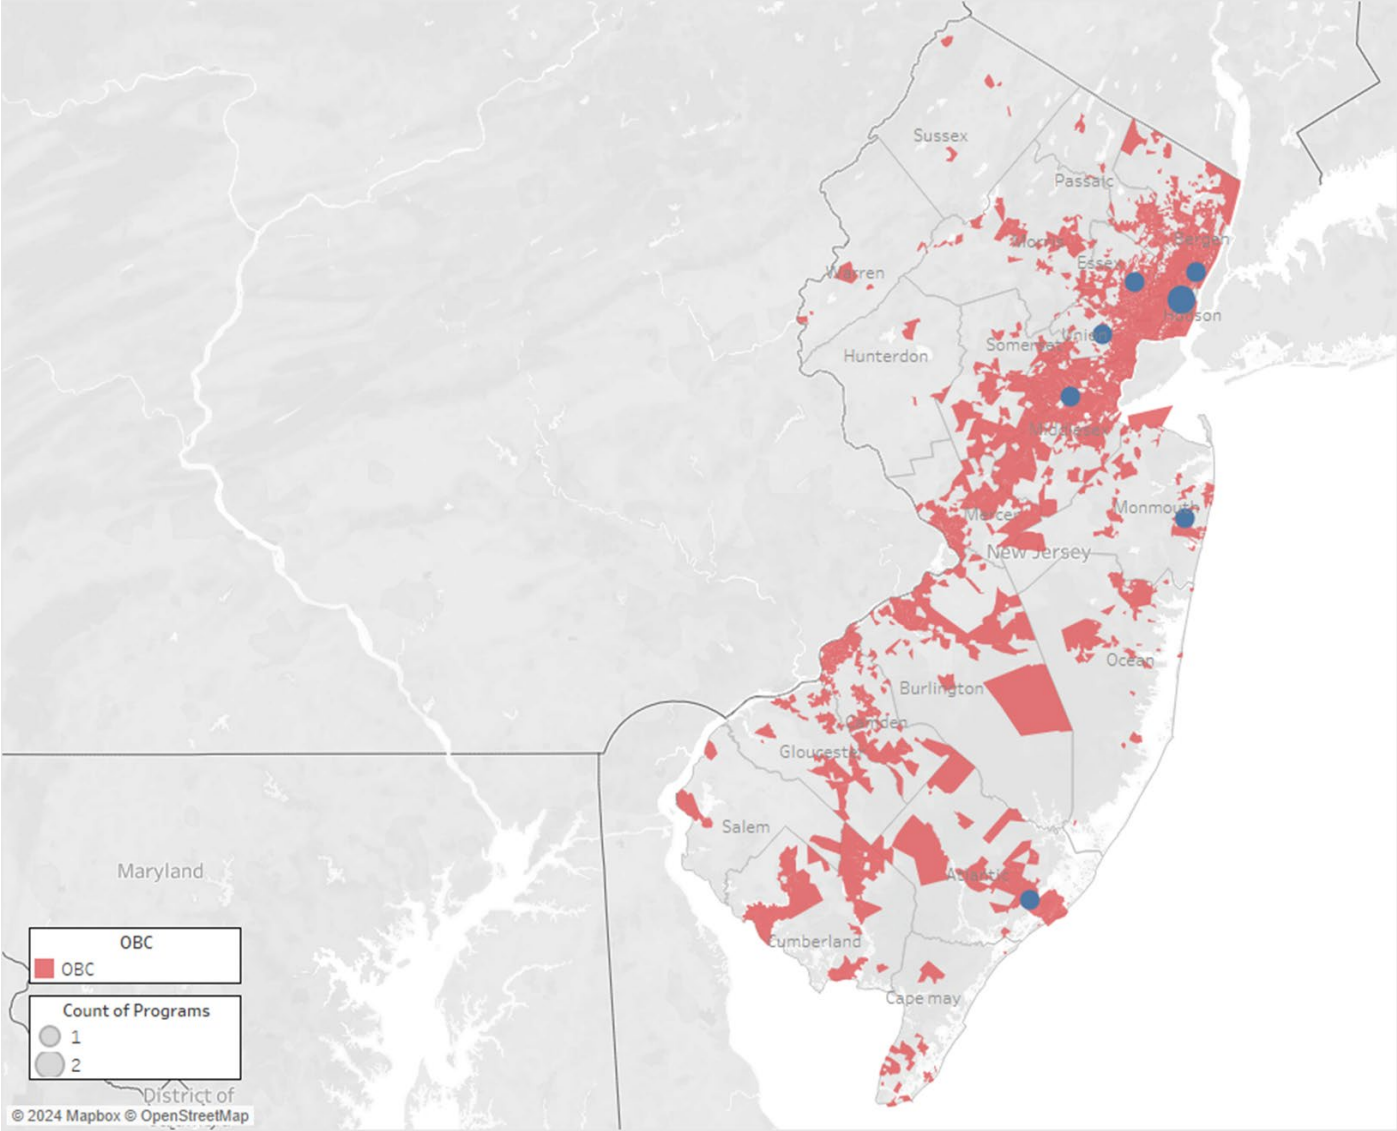 Sussex
Passaic
Bergen
Morris
Essex
Warren
Hudson
Union
Somerset
Hunterdon
Middlesex
Monmouth
Mercer
New Jersey
Ocean
Burlington
Camden
Gloucester
Salem
Maryland
Atlantic
Cumberland
Cape may
OBC
OBC
Count of Programs
1
2
District of
© 2024 Mapbox © OpenStreetMap